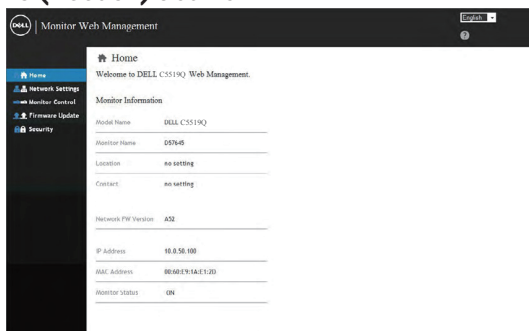 DELL Monitor Web Management
English
Home
Welcome to DELL C5519Q Web Management.
Home
Network Settings
Monitor Control
Firmware Update
Security
Monitor Information
Model Name DELL C5519Q
Monitor Name D57645
Location no setting
Contact no setting
Network FW Version A52
IP Address 10.0.50.100
MAC Address 00:60:E9:1A:E1:2D
Monitor Status ON